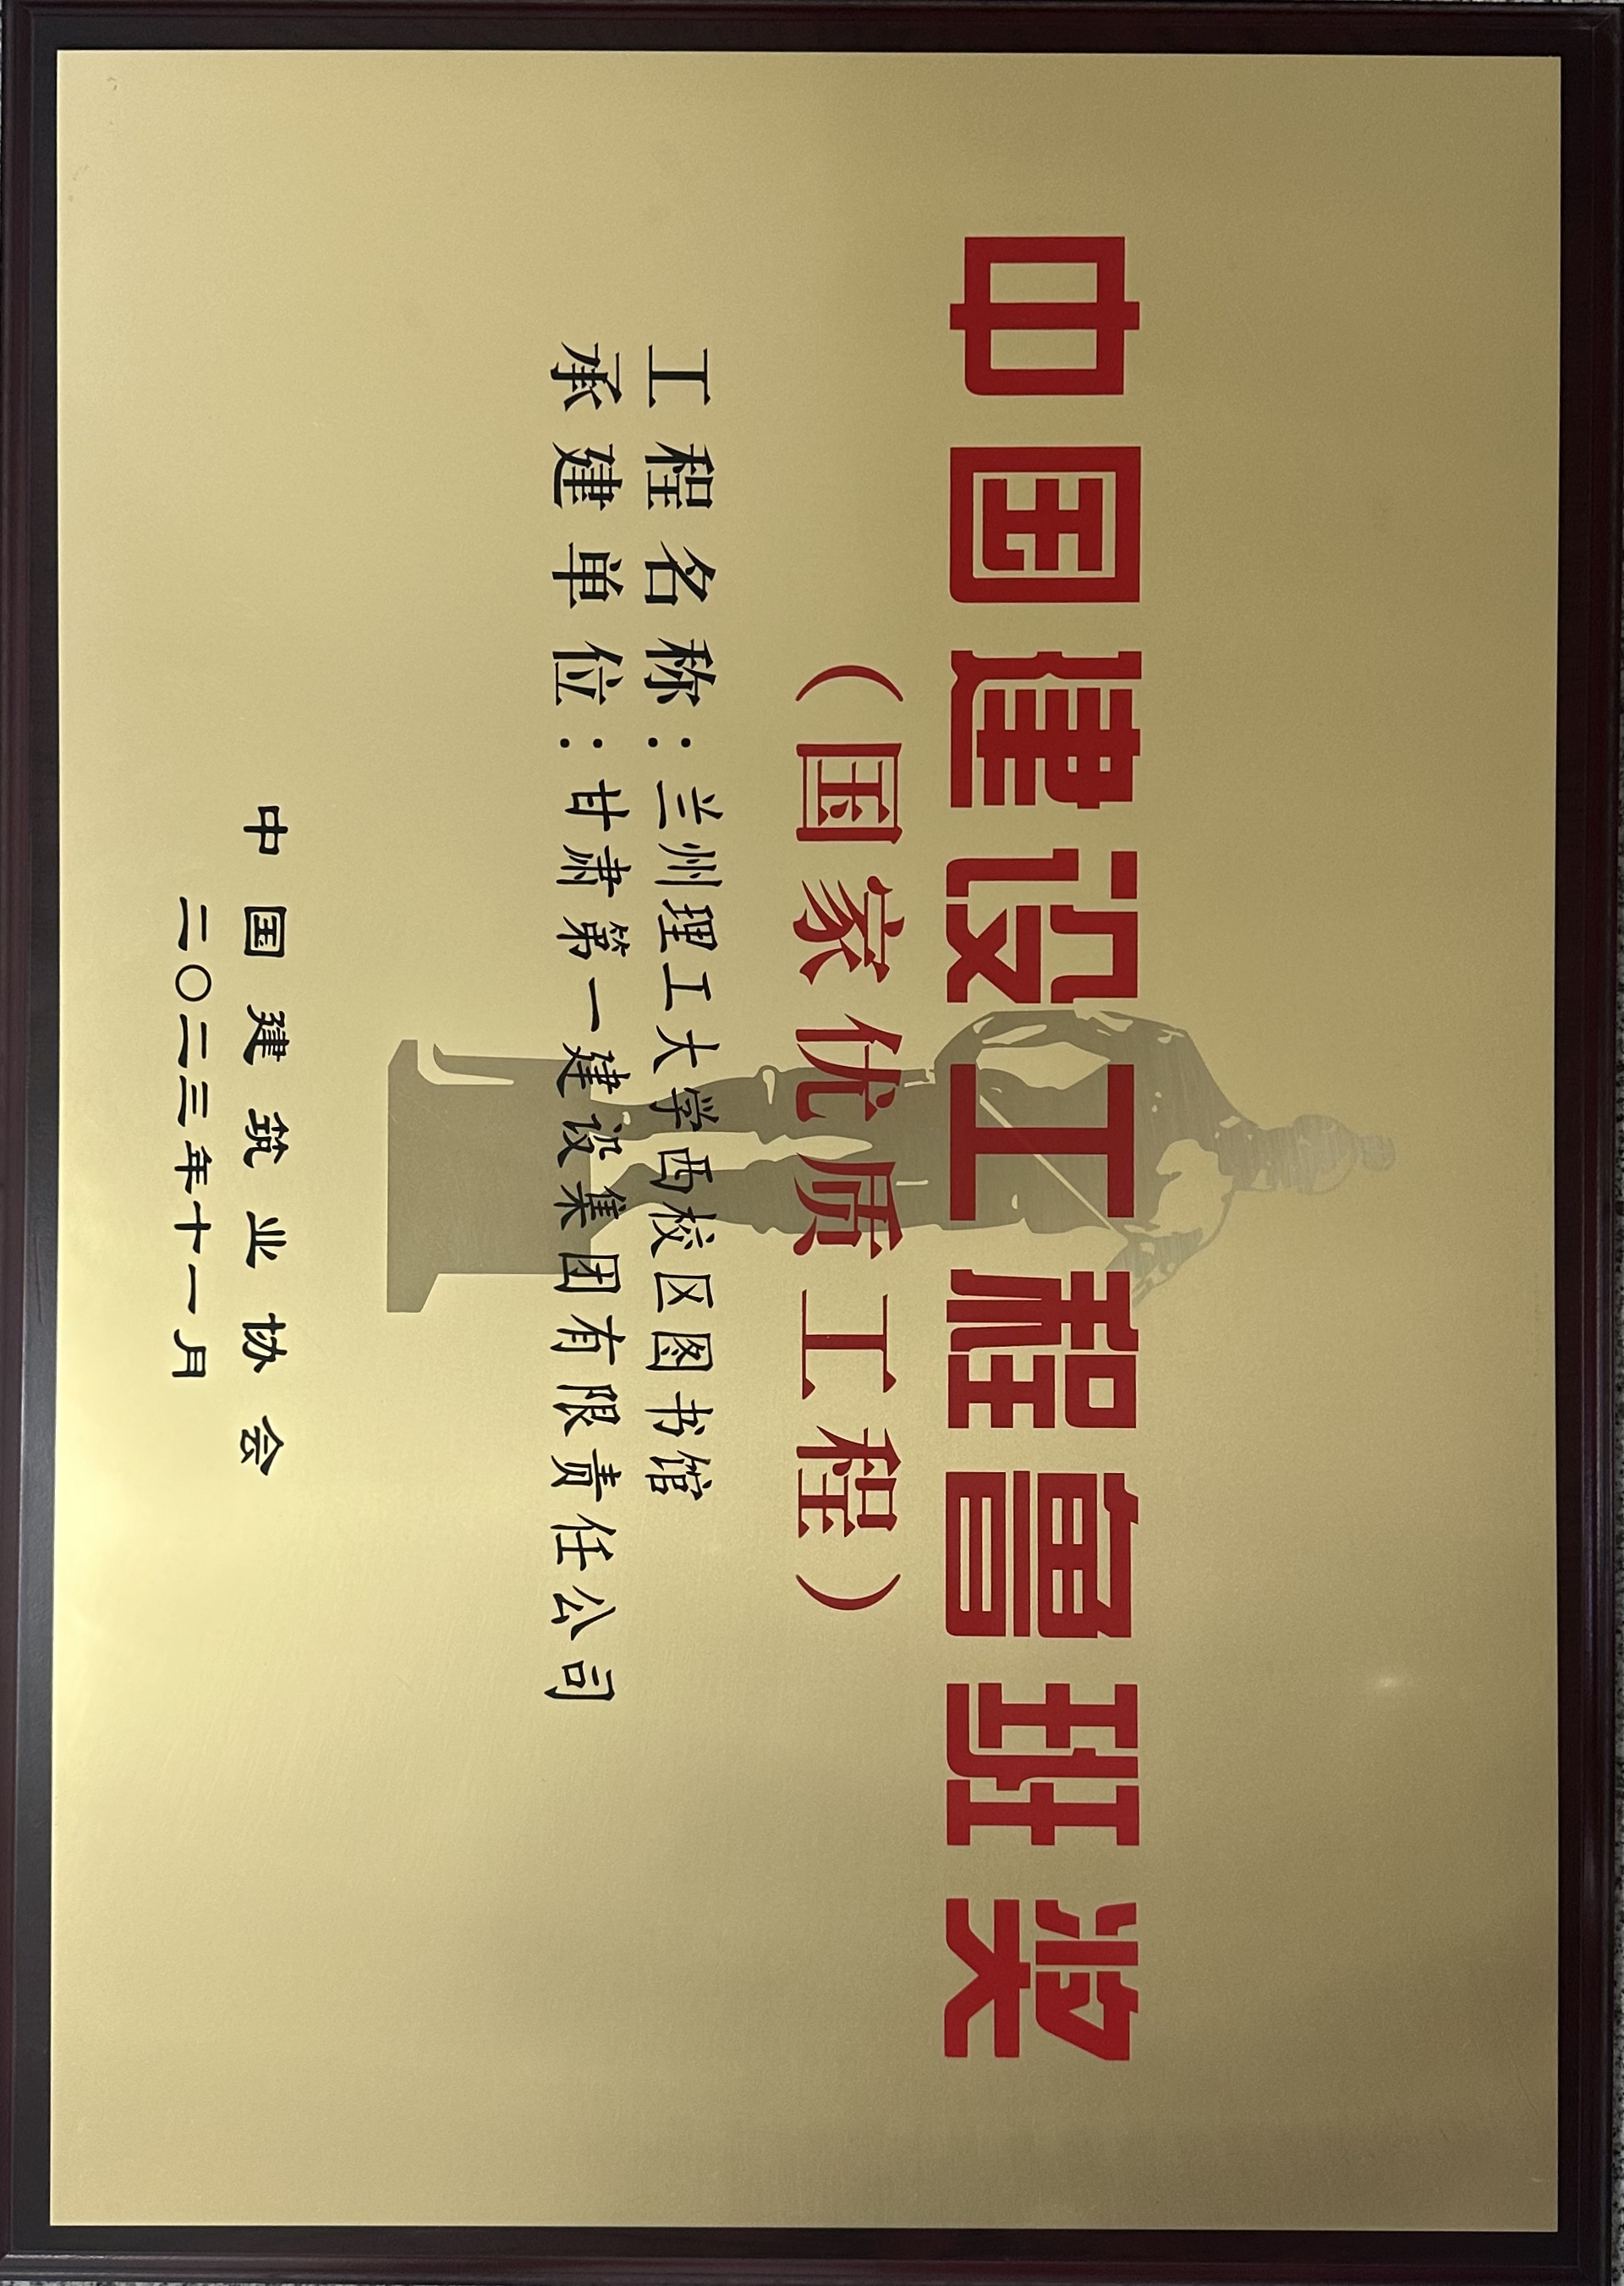 中国建设工程鲁班奖
（国家优质工程）
工程名称：兰州理工大学西校区图书馆
承建单位：甘肃第一建设集团有限责任公司
中国建筑业协会
二〇二三年十一月